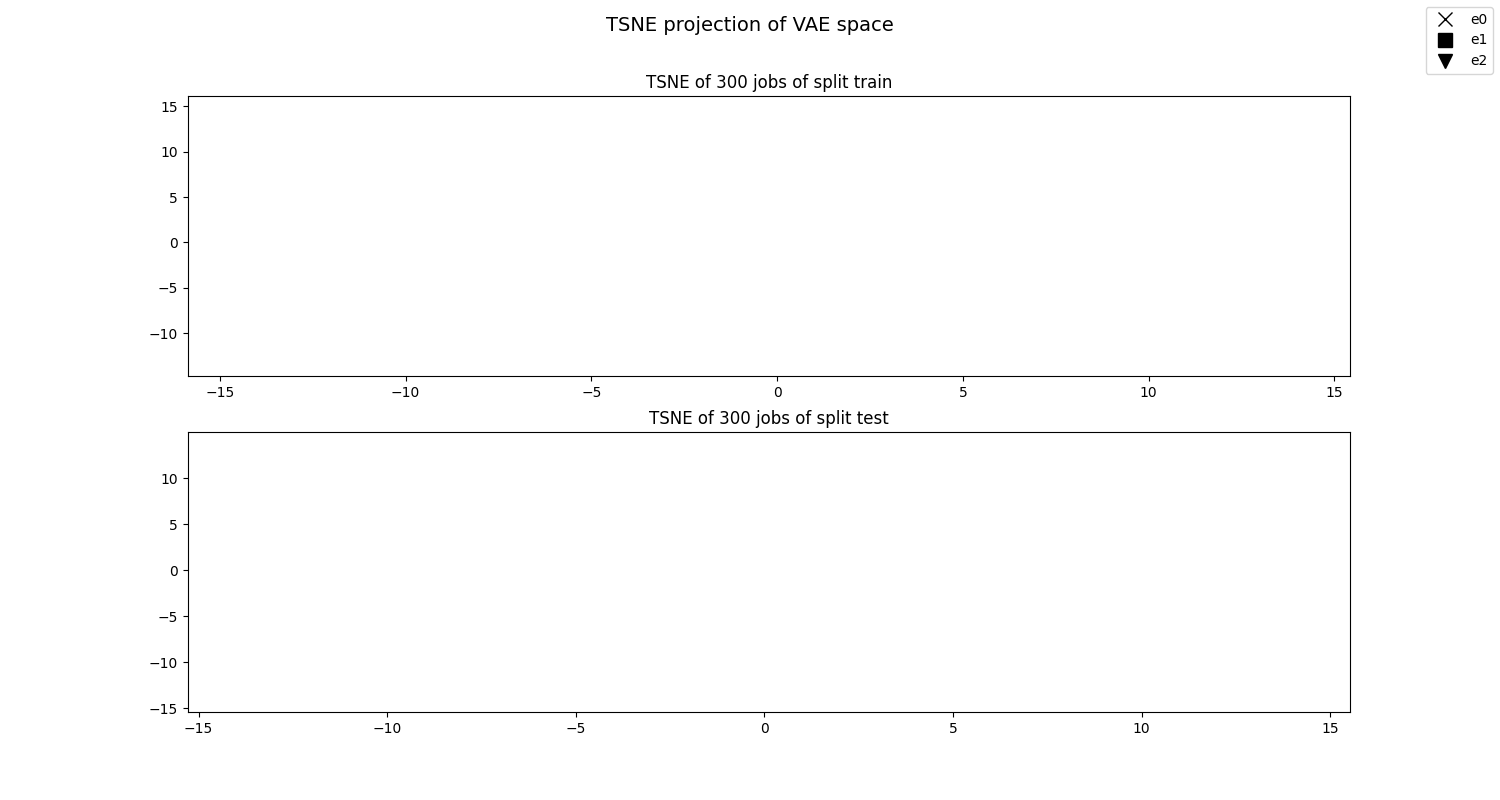 TSNE projection of VAE space
e0
e1
e2
TSNE of 300 jobs of split train
15
10
5
0
−5
−10
−15 −10 −5 0 5 10 15
TSNE of 300 jobs of split test
10
5
0
−5
−10
−15
−15 −10 −5 0 5 10 15